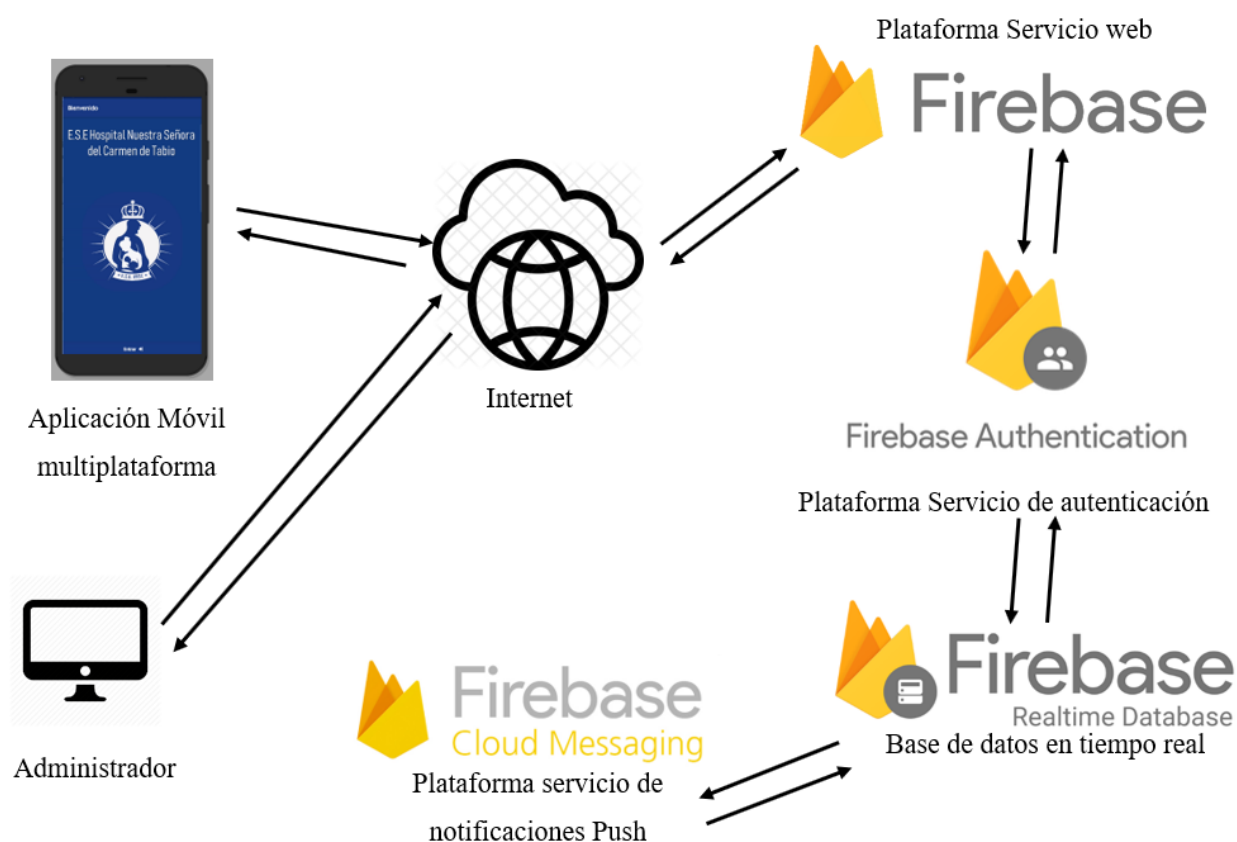 Plataforma Servicio web
Firebase
Bienvenido
E.S.E Hospital Nuestra Señora
del Carmen de Tabio
Internet
Aplicación Móvil
multiplataforma
Firebase Authentication
Plataforma Servicio de autenticación
Administrador
Firebase
Cloud Messaging
Plataforma servicio de
notificaciones Push
Firebase
Realtime Database
Base de datos en tiempo real